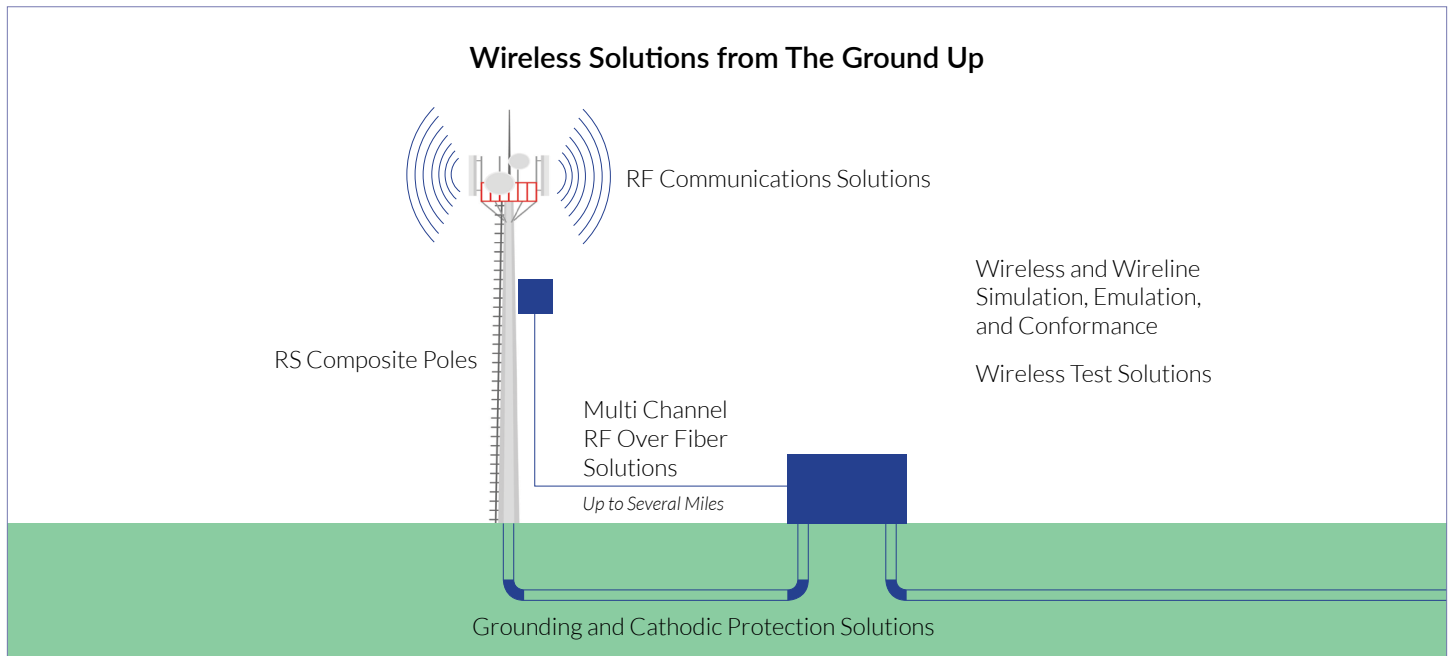 Wireless Solutions from The Ground Up
RF Communications Solutions
Wireless and Wireline
Simulation, Emulation,
and Conformance
Wireless Test Solutions
RS Composite Poles
Multi Channel
RF Over Fiber
Solutions
Up to Several Miles
Grounding and Cathodic Protection Solutions